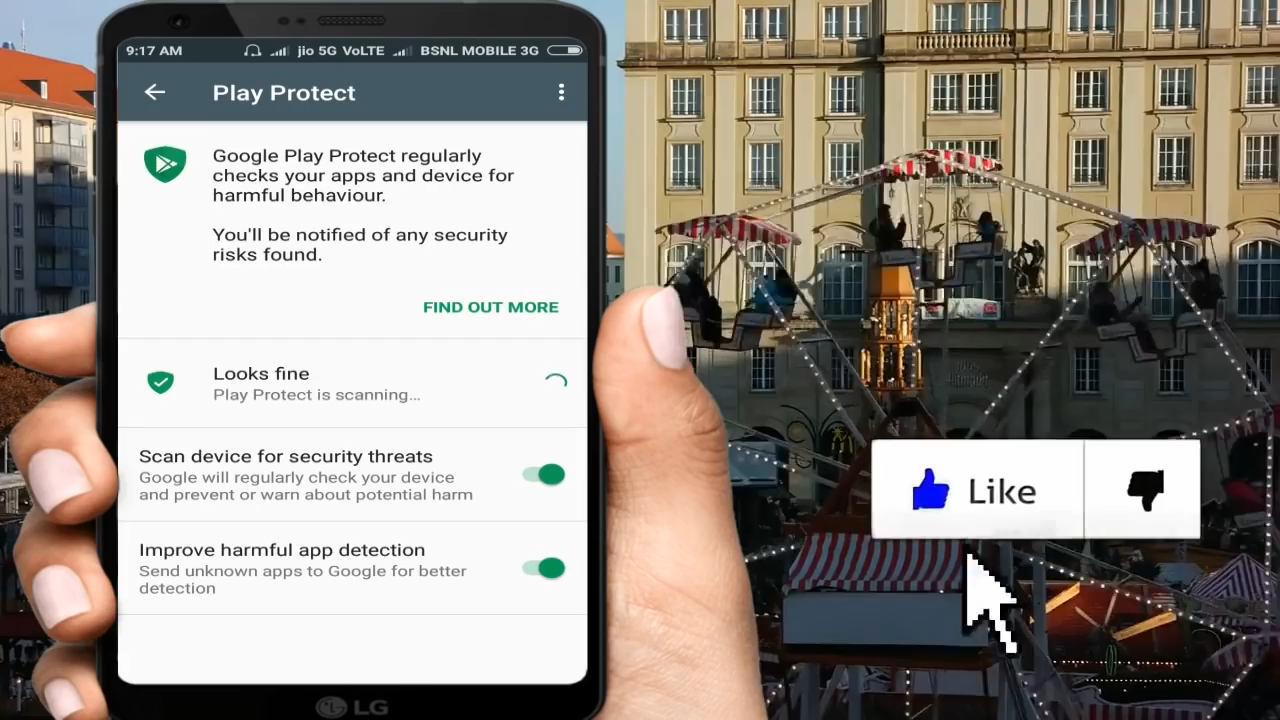 9:17 AM jio 5G VoLTE BSNL MOBILE 3G
Play Protect
Google Play Protect regularly
checks your apps and device for
harmful behaviour.
You'll be notified of any security
risks found.
FIND OUT MORE
Looks fine
Play Protect is scanning...
Scan device for security threats
Google will regularly check your device
and prevent or warn about potential harm
Improve harmful app detection
Send unknown apps to Google for better
detection
LG
Like